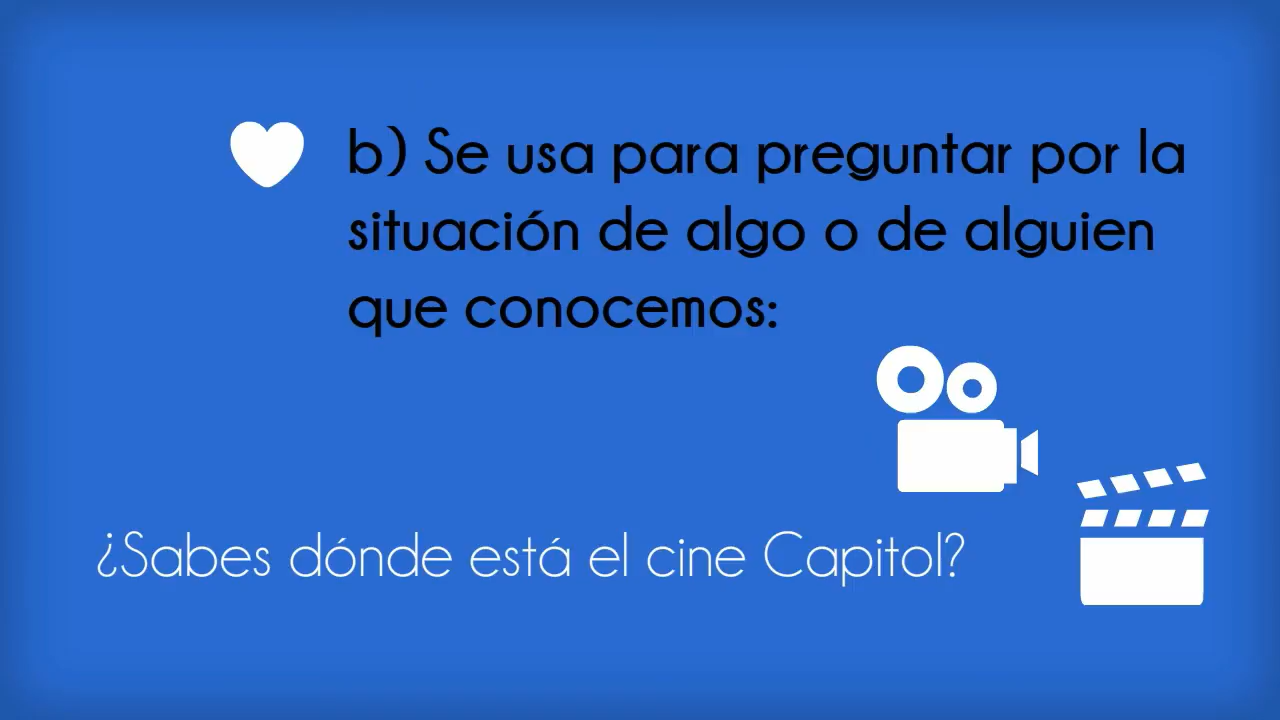 b) Se usa para preguntar por la
situación de algo o de alguien
que conocemos:
¿Sabes dónde está el cine Capitol?